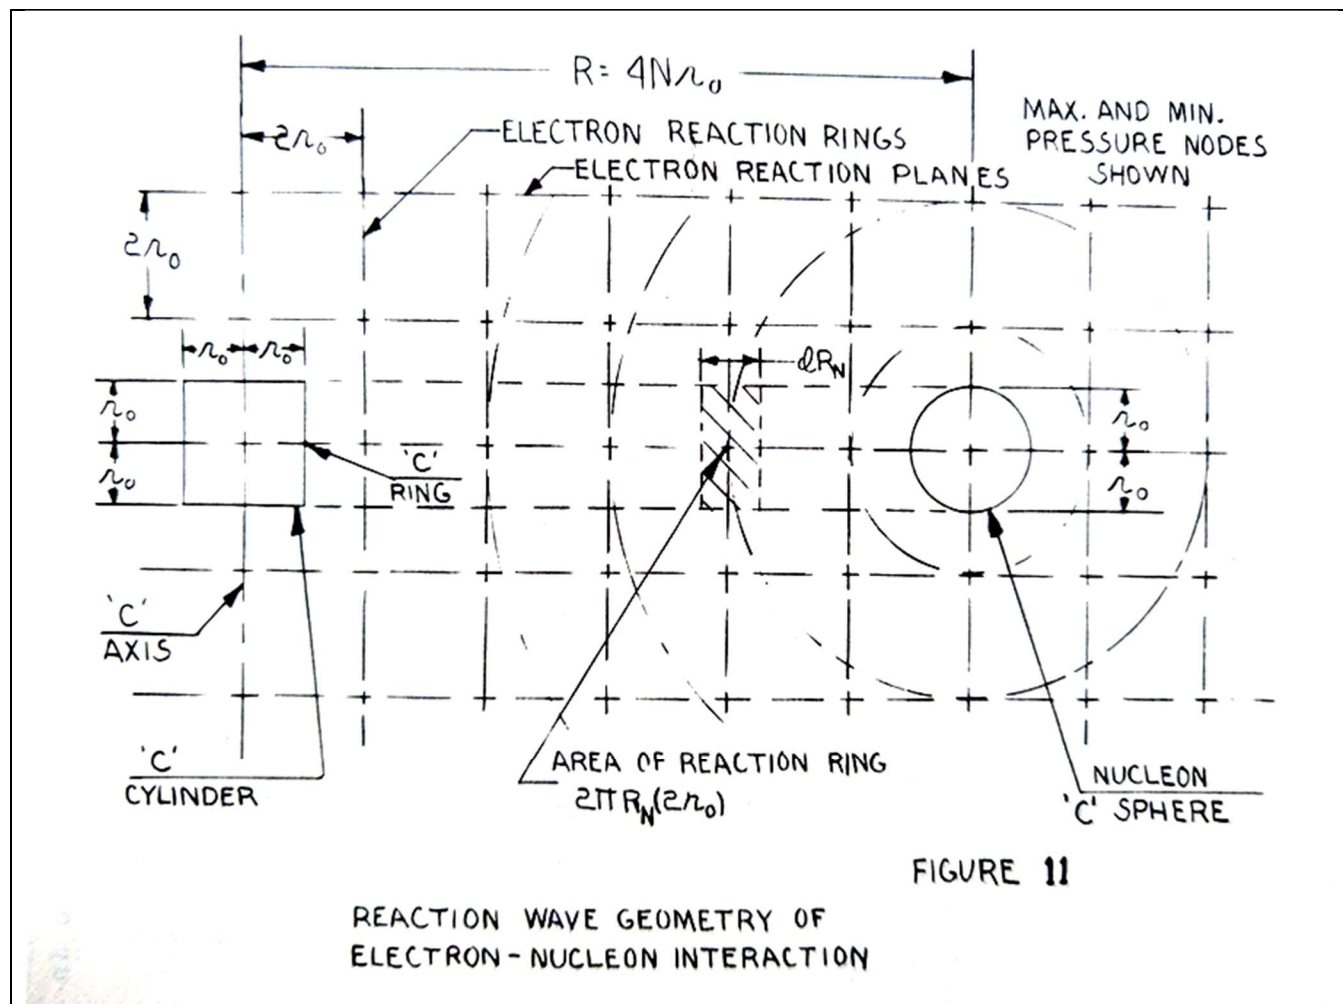 R = 4Nr₀
2r₀
ELECTRON REACTION RINGS
ELECTRON REACTION PLANES
MAX. AND MIN.
PRESSURE NODES
SHOWN
2r₀
r₀ r₀
dR_N
r₀
r₀
'C'
RING
r₀
r₀
'C'
AXIS
'C'
CYLINDER
AREA OF REACTION RING
2πR_N(2r₀)
NUCLEON
'C' SPHERE
FIGURE 11
REACTION WAVE GEOMETRY OF
ELECTRON-NUCLEON INTERACTION